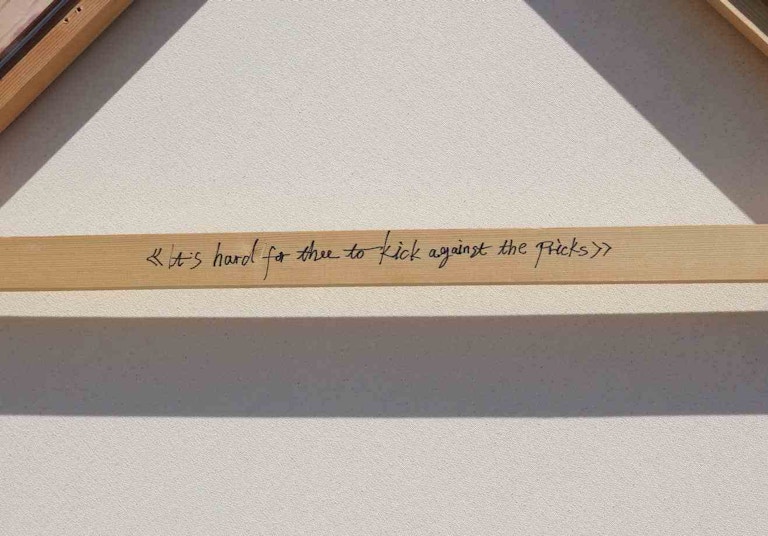 《It's hard for thee to kick against the Pricks》